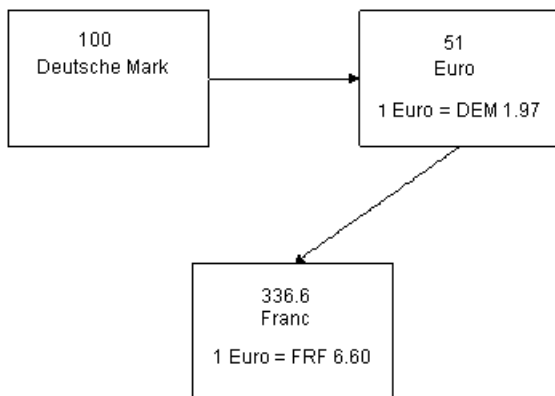 100
Deutsche Mark
51
Euro
1 Euro = DEM 1.97
336.6
Franc
1 Euro = FRF 6.60